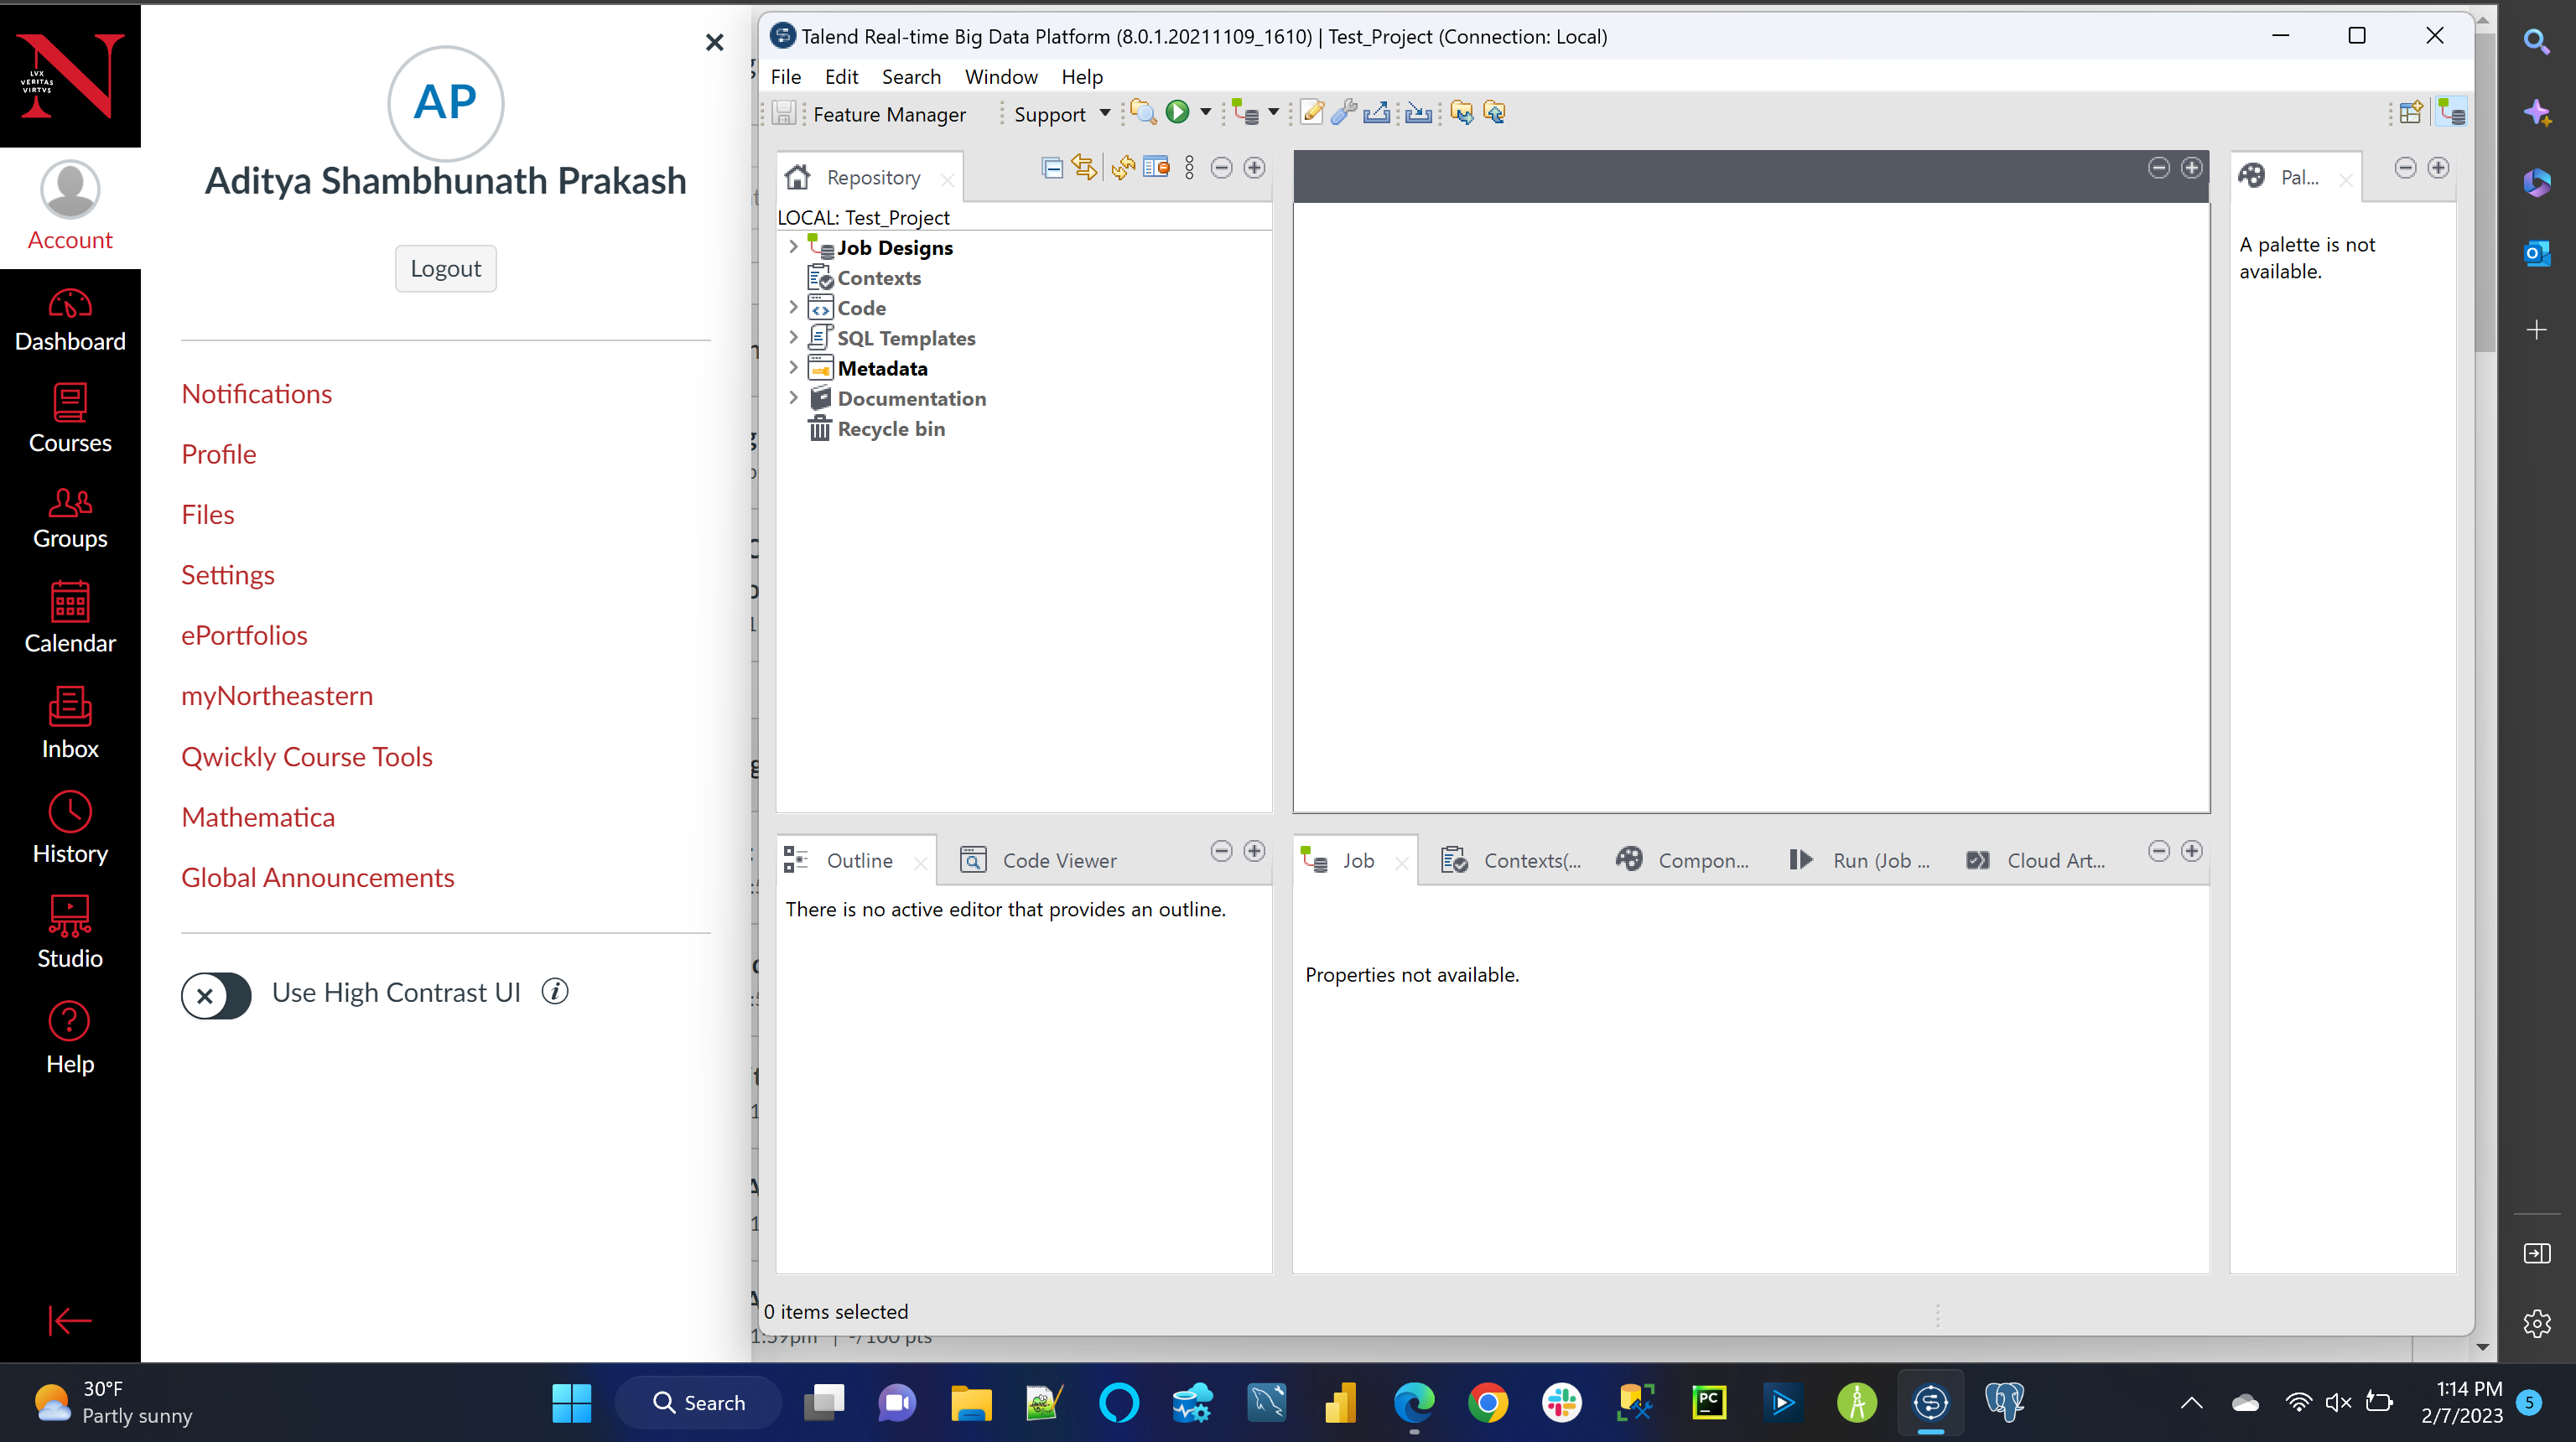 LVX
VERITAS
VIRTVS
Account
Dashboard
Courses
Groups
Calendar
Inbox
History
Studio
Help
AP
Aditya Shambhunath Prakash
Logout
Notifications
Profile
Files
Settings
ePortfolios
myNortheastern
Qwickly Course Tools
Mathematica
Global Announcements
Use High Contrast UI
Talend Real-time Big Data Platform (8.0.1.20211109_1610) | Test_Project (Connection: Local)
File Edit Search Window Help
Feature Manager Support
Repository
LOCAL: Test_Project
Job Designs
Contexts
Code
SQL Templates
Metadata
Documentation
Recycle bin
Pal...
A palette is not
available.
Outline Code Viewer
There is no active editor that provides an outline.
Job Contexts(... Compon... Run (Job ... Cloud Art...
Properties not available.
0 items selected
30°F
Partly sunny
Search
PC
1:14 PM
2/7/2023
5